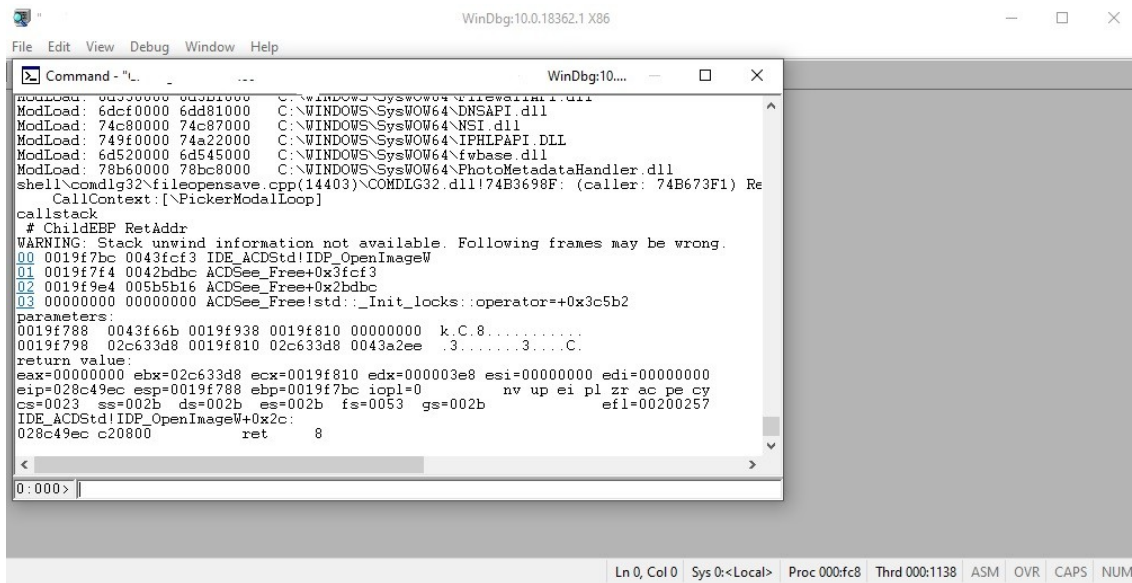 WinDbg:10.0.18362.1 X86
File Edit View Debug Window Help
Command - "
WinDbg:10....
ModLoad: 6dcf0000 6dd81000 C:\WINDOWS\SysWOW64\DNSAPI.dll
ModLoad: 74c80000 74c87000 C:\WINDOWS\SysWOW64\NSI.dll
ModLoad: 749f0000 74a22000 C:\WINDOWS\SysWOW64\IPHLPAPI.DLL
ModLoad: 6d520000 6d545000 C:\WINDOWS\SysWOW64\fwbase.dll
ModLoad: 78b60000 78bc8000 C:\WINDOWS\SysWOW64\PhotoMetadataHandler.dll
shell\comdlg32\fileopensave.cpp(14403)\COMDLG32.dll!74B3698F: (caller: 74B673F1) Re
CallContext:[\PickerModalLoop]
callstack
# ChildEBP RetAddr
WARNING: Stack unwind information not available. Following frames may be wrong.
00 0019f7bc 0043fcf3 IDE_ACDStd!IDP_OpenImageW
01 0019f7f4 0042bdbc ACDSee_Free+0x3fcf3
02 0019f9e4 005b5b16 ACDSee_Free+0x2bdbc
03 00000000 00000000 ACDSee_Free!std::_Init_locks::operator=+0x3c5b2
parameters:
0019f788 0043f66b 0019f938 0019f810 00000000 k.C.8...........
0019f798 02c633d8 0019f810 02c633d8 0043a2ee .3.......3....C.
return value:
eax=00000000 ebx=02c633d8 ecx=0019f810 edx=000003e8 esi=00000000 edi=00000000
eip=028c49ec esp=0019f788 ebp=0019f7bc iopl=0 nv up ei pl zr ac pe cy
cs=0023 ss=002b ds=002b es=002b fs=0053 gs=002b efl=00200257
IDE_ACDStd!IDP_OpenImageW+0x2c:
028c49ec c20800 ret 8
0:000>
Ln 0, Col 0 Sys 0:<Local> Proc 000:fc8 Thrd 000:1138 ASM OVR CAPS NUM